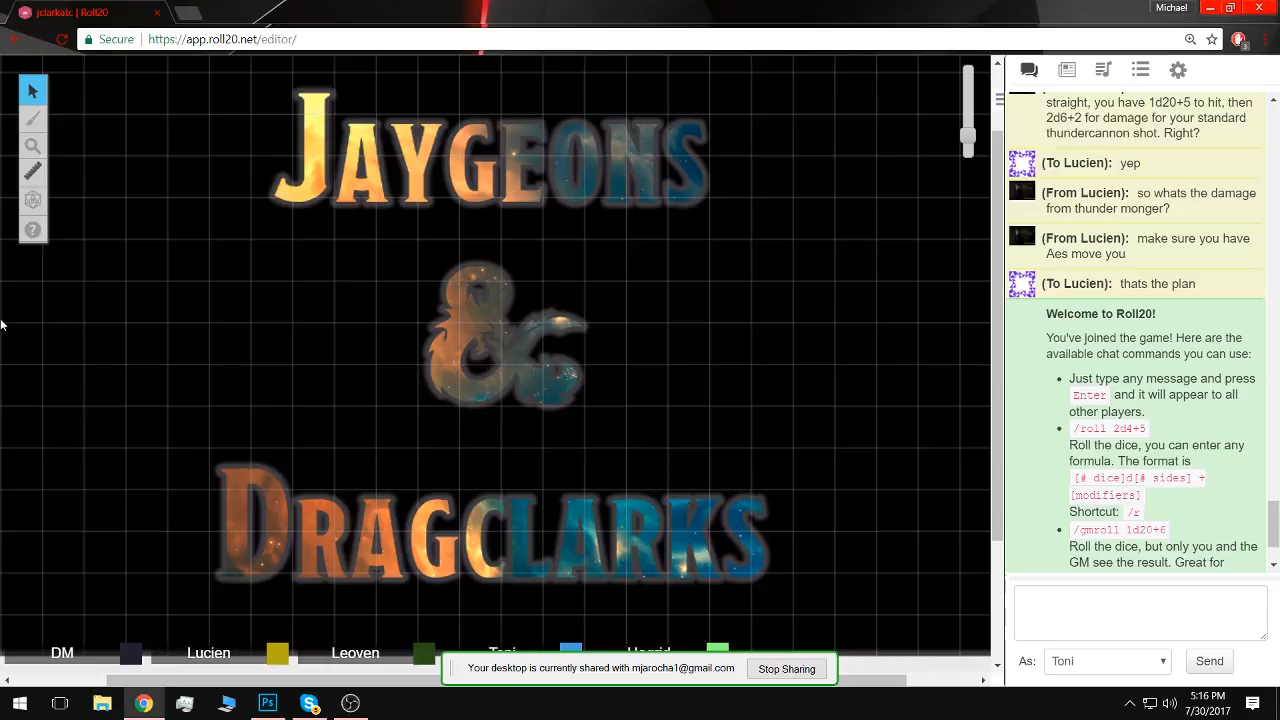 jclarkatc | Roll20
Michael
Secure
https://app.roll20.net/editor/
3
JAYGEONS
&
DRAGCLARKS
DM
Lucien
Leoven
straight, you have 1d20+5 to hit, then
2d6+2 for damage for your standard
thundercannon shot. Right?
(To Lucien): yep
(From Lucien): so whats the damage
from thunder monger?
(From Lucien): make sure you have
Aes move you
(To Lucien): thats the plan
Welcome to Roll20!
You've joined the game! Here are the
available chat commands you can use:
• Just type any message and press
Enter and it will appear to all
other players.
• /roll 2d4+5
Roll the dice, you can enter any
formula. The format is
[# dice]d[# sides] +
[modifiers]
Shortcut: /r
• /gmroll 1d20+6
Roll the dice, but only you and the
GM see the result. Great for
As: Toni
Send
Your desktop is currently shared with mjarocha1@gmail.com
Stop Sharing
Ps
5:16 PM
7/30/2017